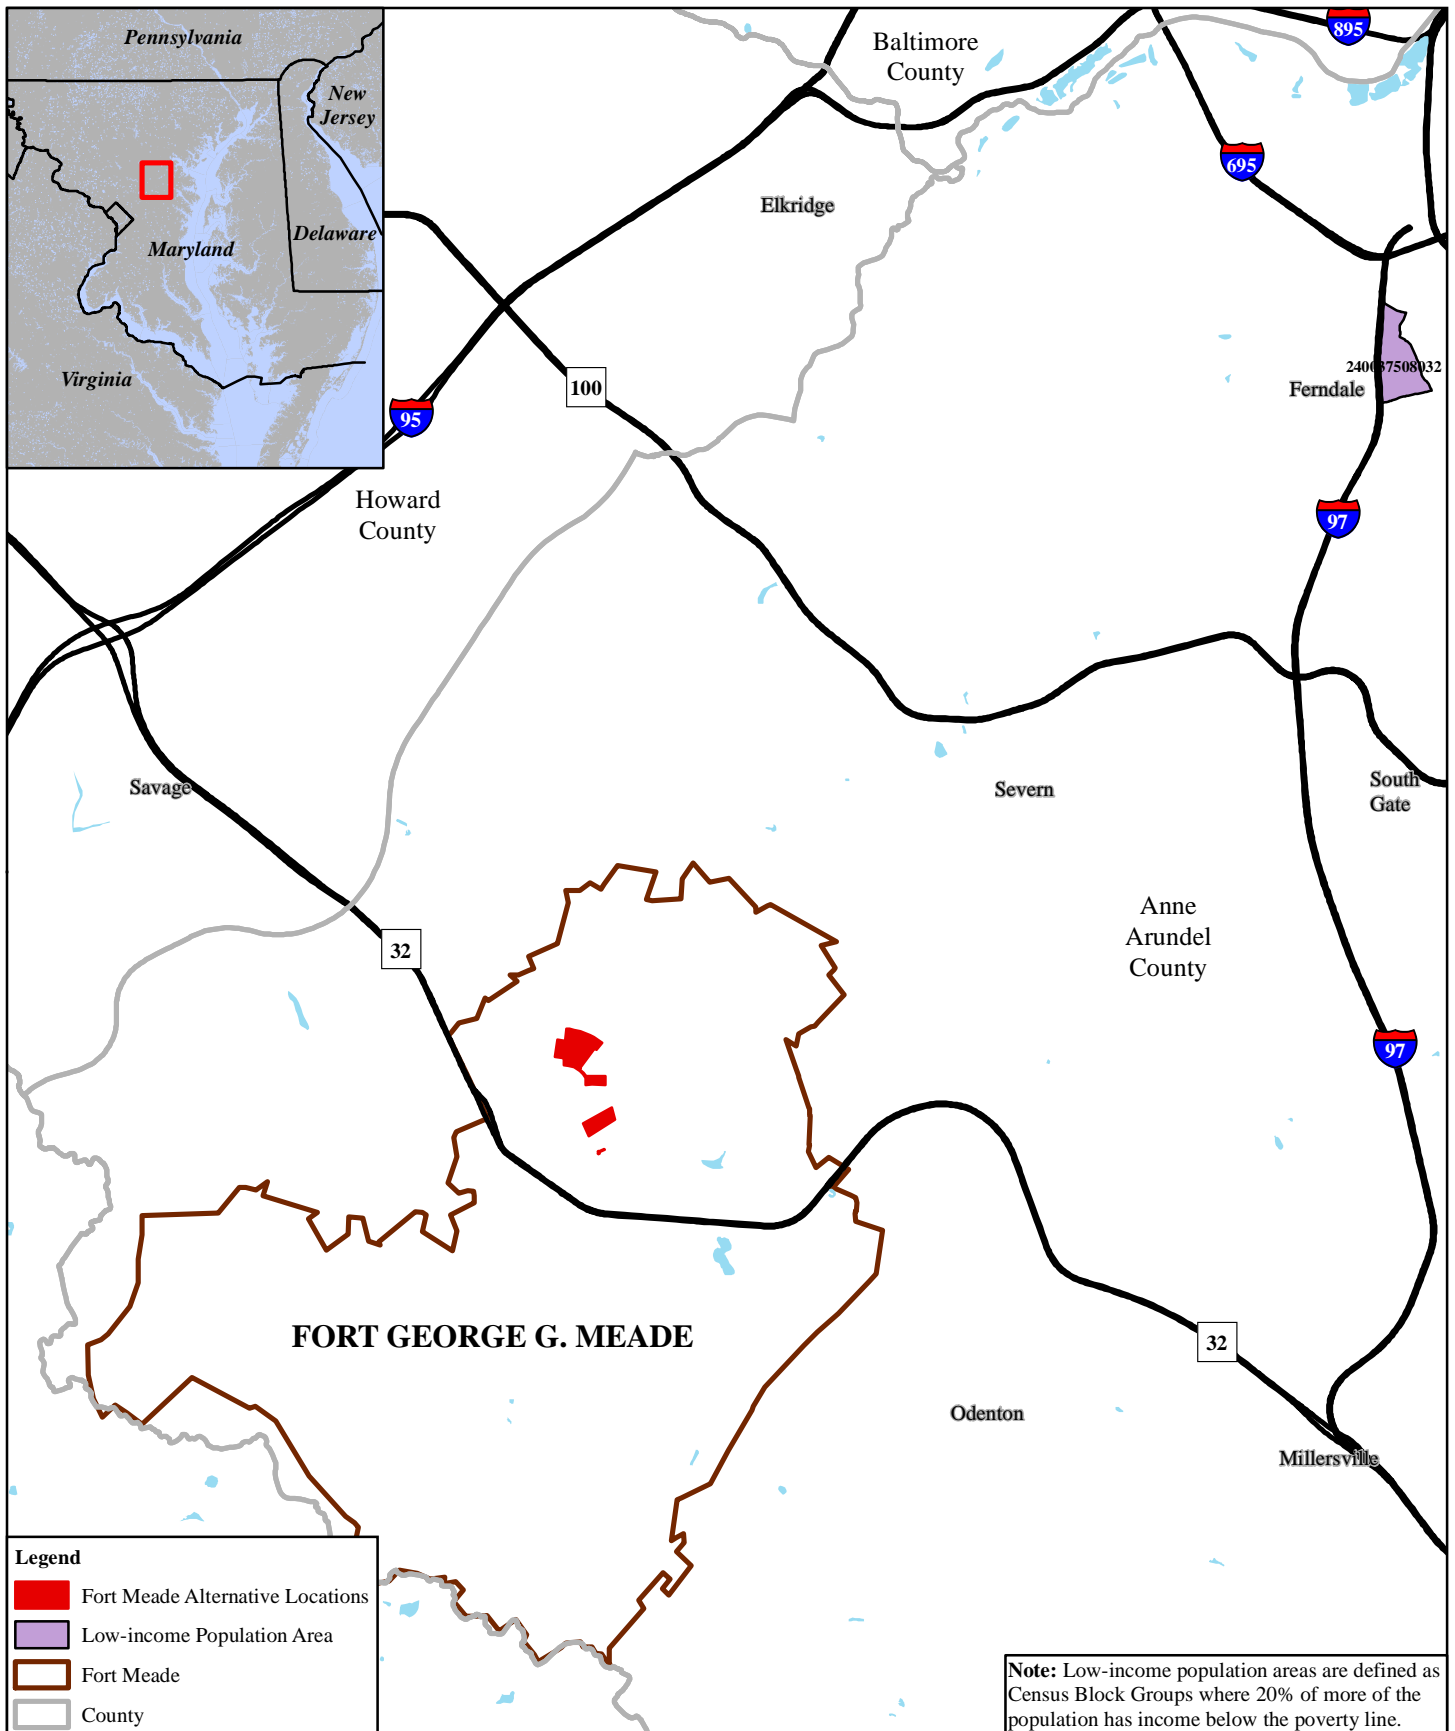 Pennsylvania
New
Jersey
Maryland
Delaware
Virginia
Baltimore
County
895
695
Elkridge
100
95
240037508032
Ferndale
Howard
County
97
Savage
Severn
South
Gate
Anne
Arundel
County
32
97
FORT GEORGE G. MEADE
32
Odenton
Millersville
Legend
Fort Meade Alternative Locations
Low-income Population Area
Fort Meade
County
Note: Low-income population areas are defined as
Census Block Groups where 20% of more of the
population has income below the poverty line.